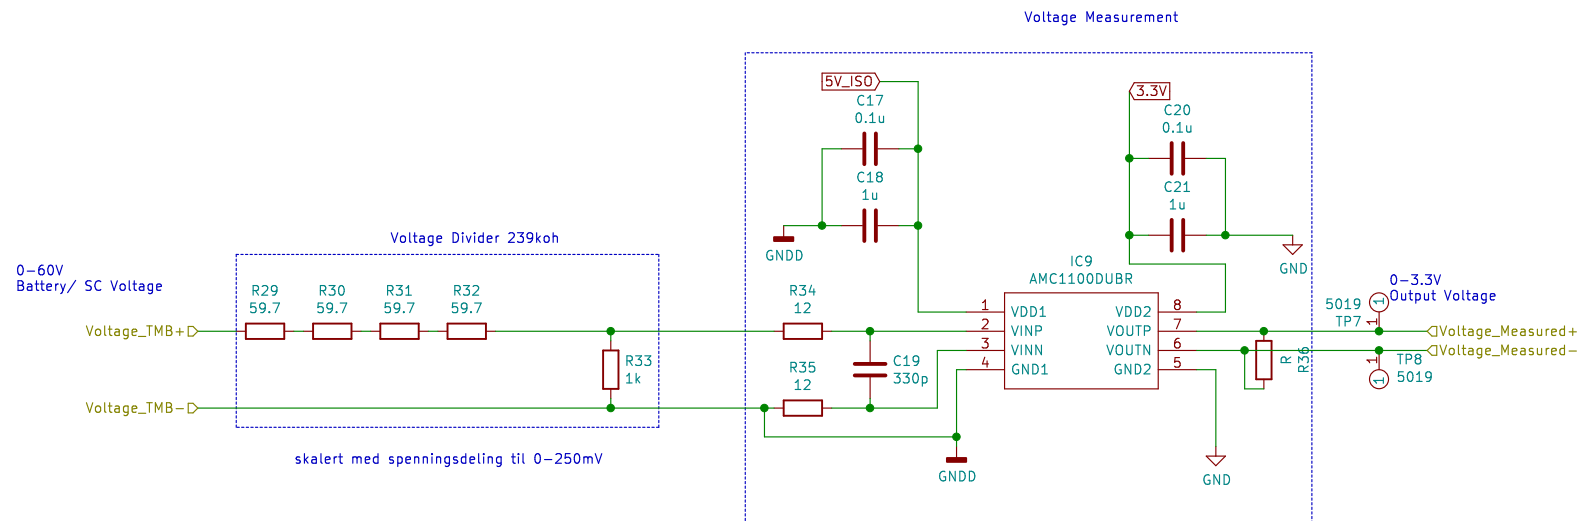 Voltage Measurement
5V_ISO
C17
0.1u
C18
1u
GNDD
3.3V
C20
0.1u
C21
1u
GND
Voltage Divider 239koh
0-60V
Battery/ SC Voltage
R29
59.7
R30
59.7
R31
59.7
R32
59.7
Voltage_TMB+
R33
1k
Voltage_TMB-
skalert med spenningsdeling til 0-250mV
R34
12
R35
12
C19
330p
GNDD
IC9
AMC1100DUBR
1 VDD1
2 VINP
3 VINN
4 GND1
VDD2 8
VOUTP 7
VOUTN 6
GND2 5
GND
R
R36
0-3.3V
Output Voltage
5019
TP7
1
1
Voltage_Measured+
Voltage_Measured-
1
1
TP8
5019